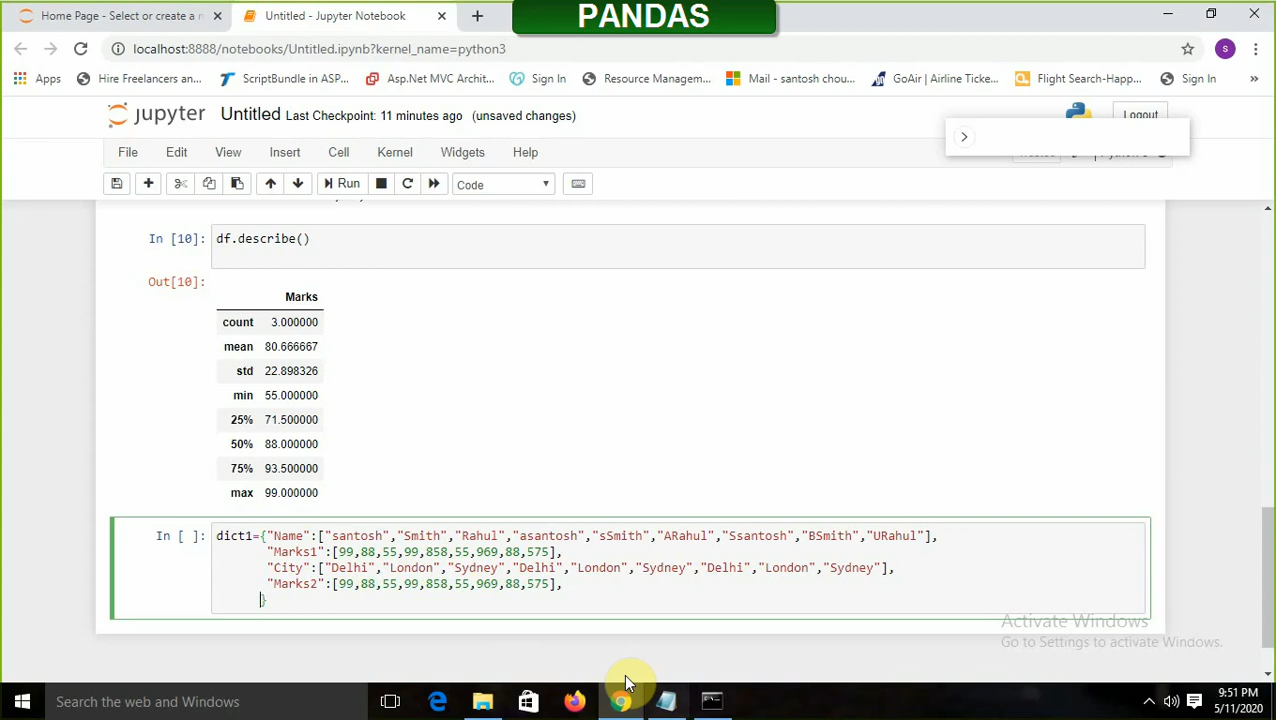 PANDAS
Home Page - Select or create a n
Untitled - Jupyter Notebook
localhost:8888/notebooks/Untitled.ipynb?kernel_name=python3
S
Apps
Hire Freelancers an...
ScriptBundle in ASP...
Asp.Net MVC Archit...
Sign In
Resource Managem...
Mail - santosh chou...
GoAir | Airline Ticke...
Flight Search-Happ...
Sign In
»
jupyter Untitled Last Checkpoint: 11 minutes ago (unsaved changes)
Logout
File Edit View Insert Cell Kernel Widgets Help
Run
Code
In [10]: df.describe()
Out[10]:
Marks
count 3.000000
mean 80.666667
std 22.898326
min 55.000000
25% 71.500000
50% 88.000000
75% 93.500000
max 99.000000
In [ ]: dict1={"Name":["santosh","Smith","Rahul","asantosh","sSmith","ARahul","Ssantosh","BSmith","URahul"],
"Marks1":[99,88,55,99,858,55,969,88,575],
"City":["Delhi","London","Sydney","Delhi","London","Sydney","Delhi","London","Sydney"],
"Marks2":[99,88,55,99,858,55,969,88,575],
}
Activate Windows
Go to Settings to activate Windows.
Search the web and Windows
9:51 PM
5/11/2020